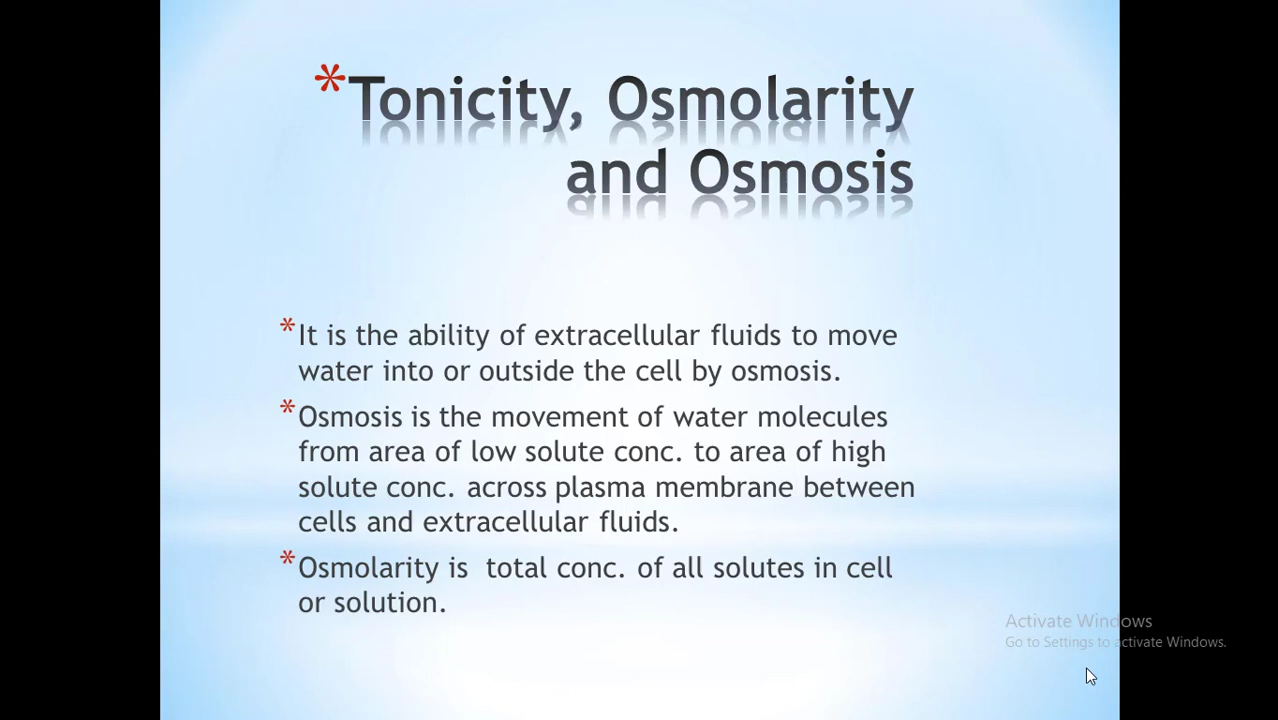 *Tonicity, Osmolarity
and Osmosis
*It is the ability of extracellular fluids to move
water into or outside the cell by osmosis.
*Osmosis is the movement of water molecules
from area of low solute conc. to area of high
solute conc. across plasma membrane between
cells and extracellular fluids.
*Osmolarity is  total conc. of all solutes in cell
or solution.
Activate Windows
Go to Settings to activate Windows.